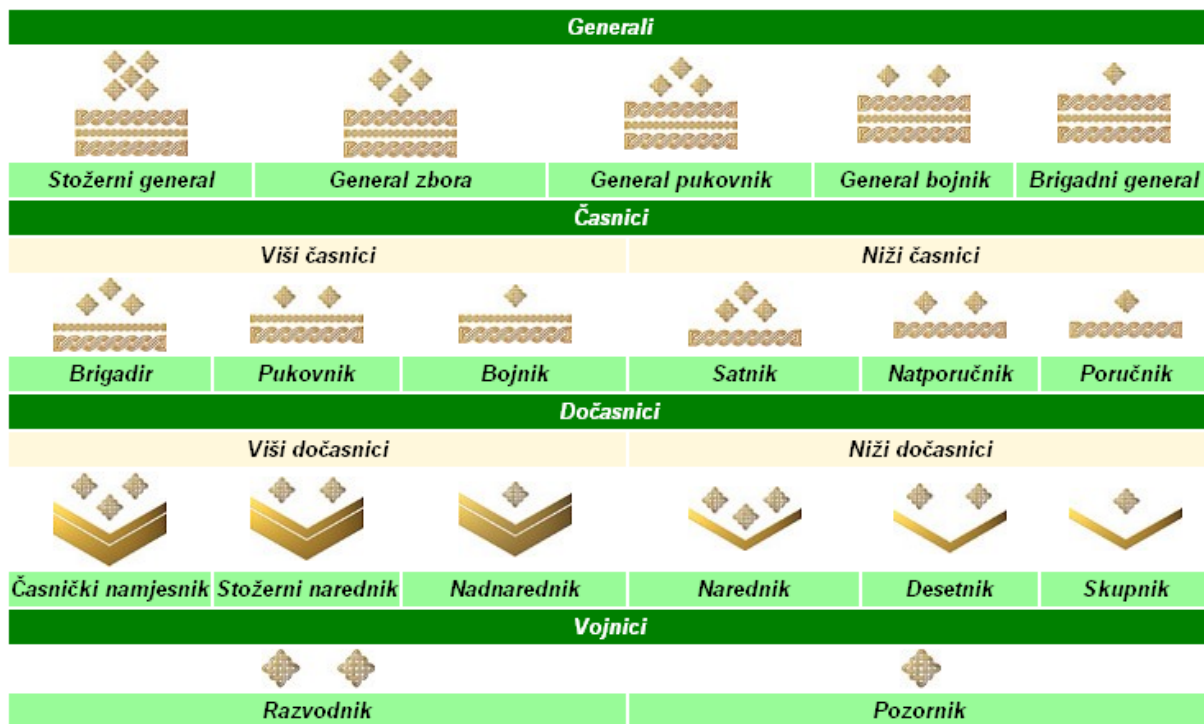 Generali
Stožerni general General zbora General pukovnik General bojnik Brigadni general
Časnici
Viši časnici Niži časnici
Brigadir Pukovnik Bojnik Satnik Natporučnik Poručnik
Dočasnici
Viši dočasnici Niži dočasnici
Časnički namjesnik Stožerni narednik Nadnarednik Narednik Desetnik Skupnik
Vojnici
Razvodnik Pozornik